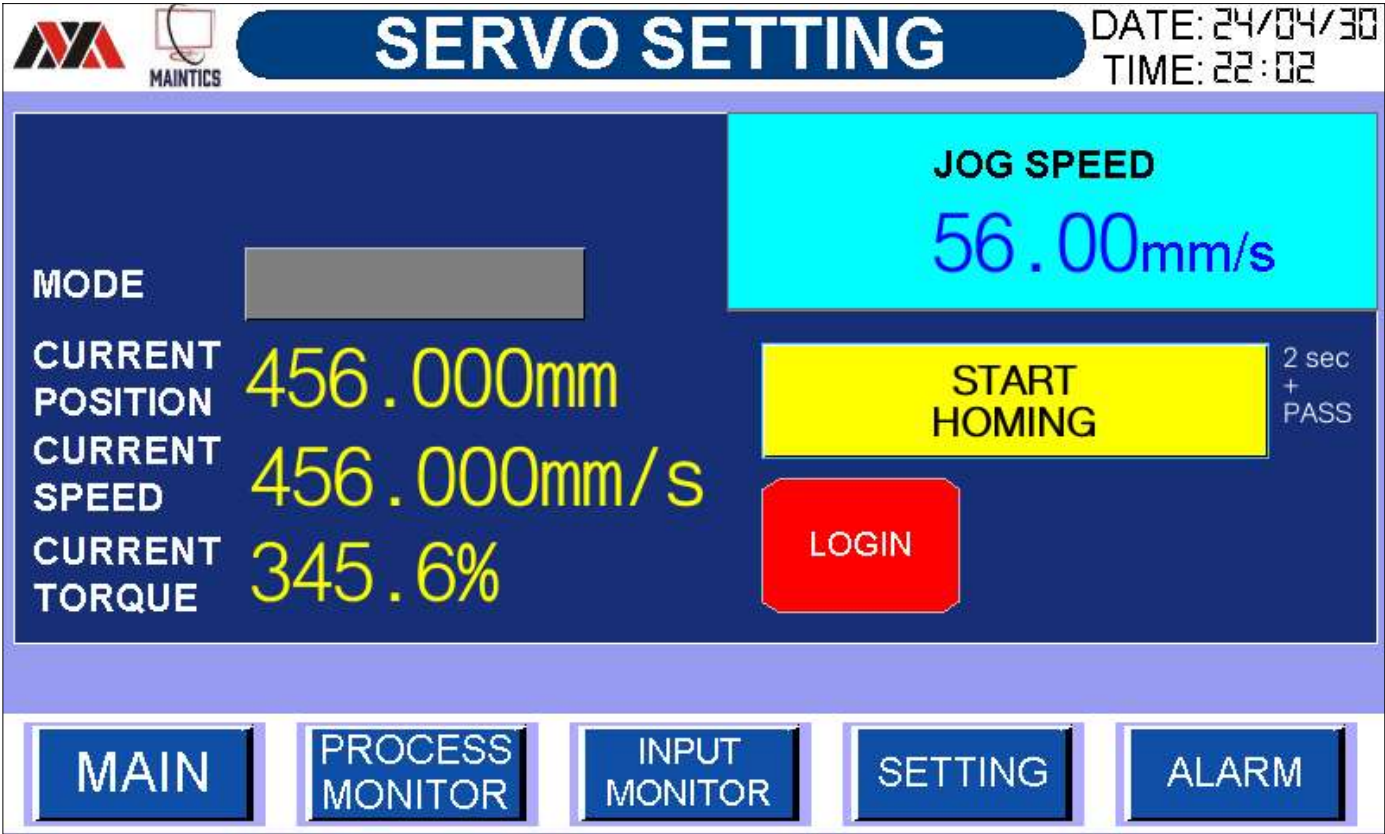 MAINTICS
SERVO SETTING
DATE: 24/04/30
TIME: 22:02
JOG SPEED
56.00mm/s
MODE
CURRENT
POSITION
456.000mm
CURRENT
SPEED
456.000mm/s
CURRENT
TORQUE
345.6%
START
HOMING
2 sec
+
PASS
LOGIN
MAIN
PROCESS
MONITOR
INPUT
MONITOR
SETTING
ALARM